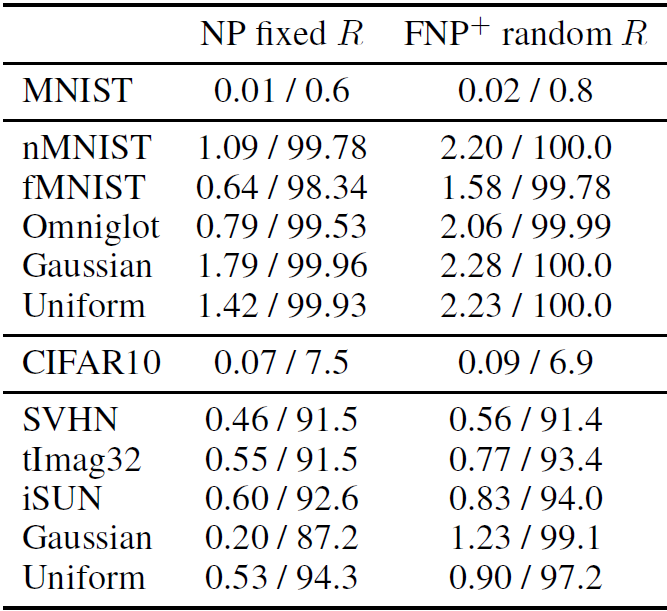 NP fixed R FNP+ random R
MNIST 0.01 / 0.6 0.02 / 0.8
nMNIST 1.09 / 99.78 2.20 / 100.0
fMNIST 0.64 / 98.34 1.58 / 99.78
Omniglot 0.79 / 99.53 2.06 / 99.99
Gaussian 1.79 / 99.96 2.28 / 100.0
Uniform 1.42 / 99.93 2.23 / 100.0
CIFAR10 0.07 / 7.5 0.09 / 6.9
SVHN 0.46 / 91.5 0.56 / 91.4
tImag32 0.55 / 91.5 0.77 / 93.4
iSUN 0.60 / 92.6 0.83 / 94.0
Gaussian 0.20 / 87.2 1.23 / 99.1
Uniform 0.53 / 94.3 0.90 / 97.2